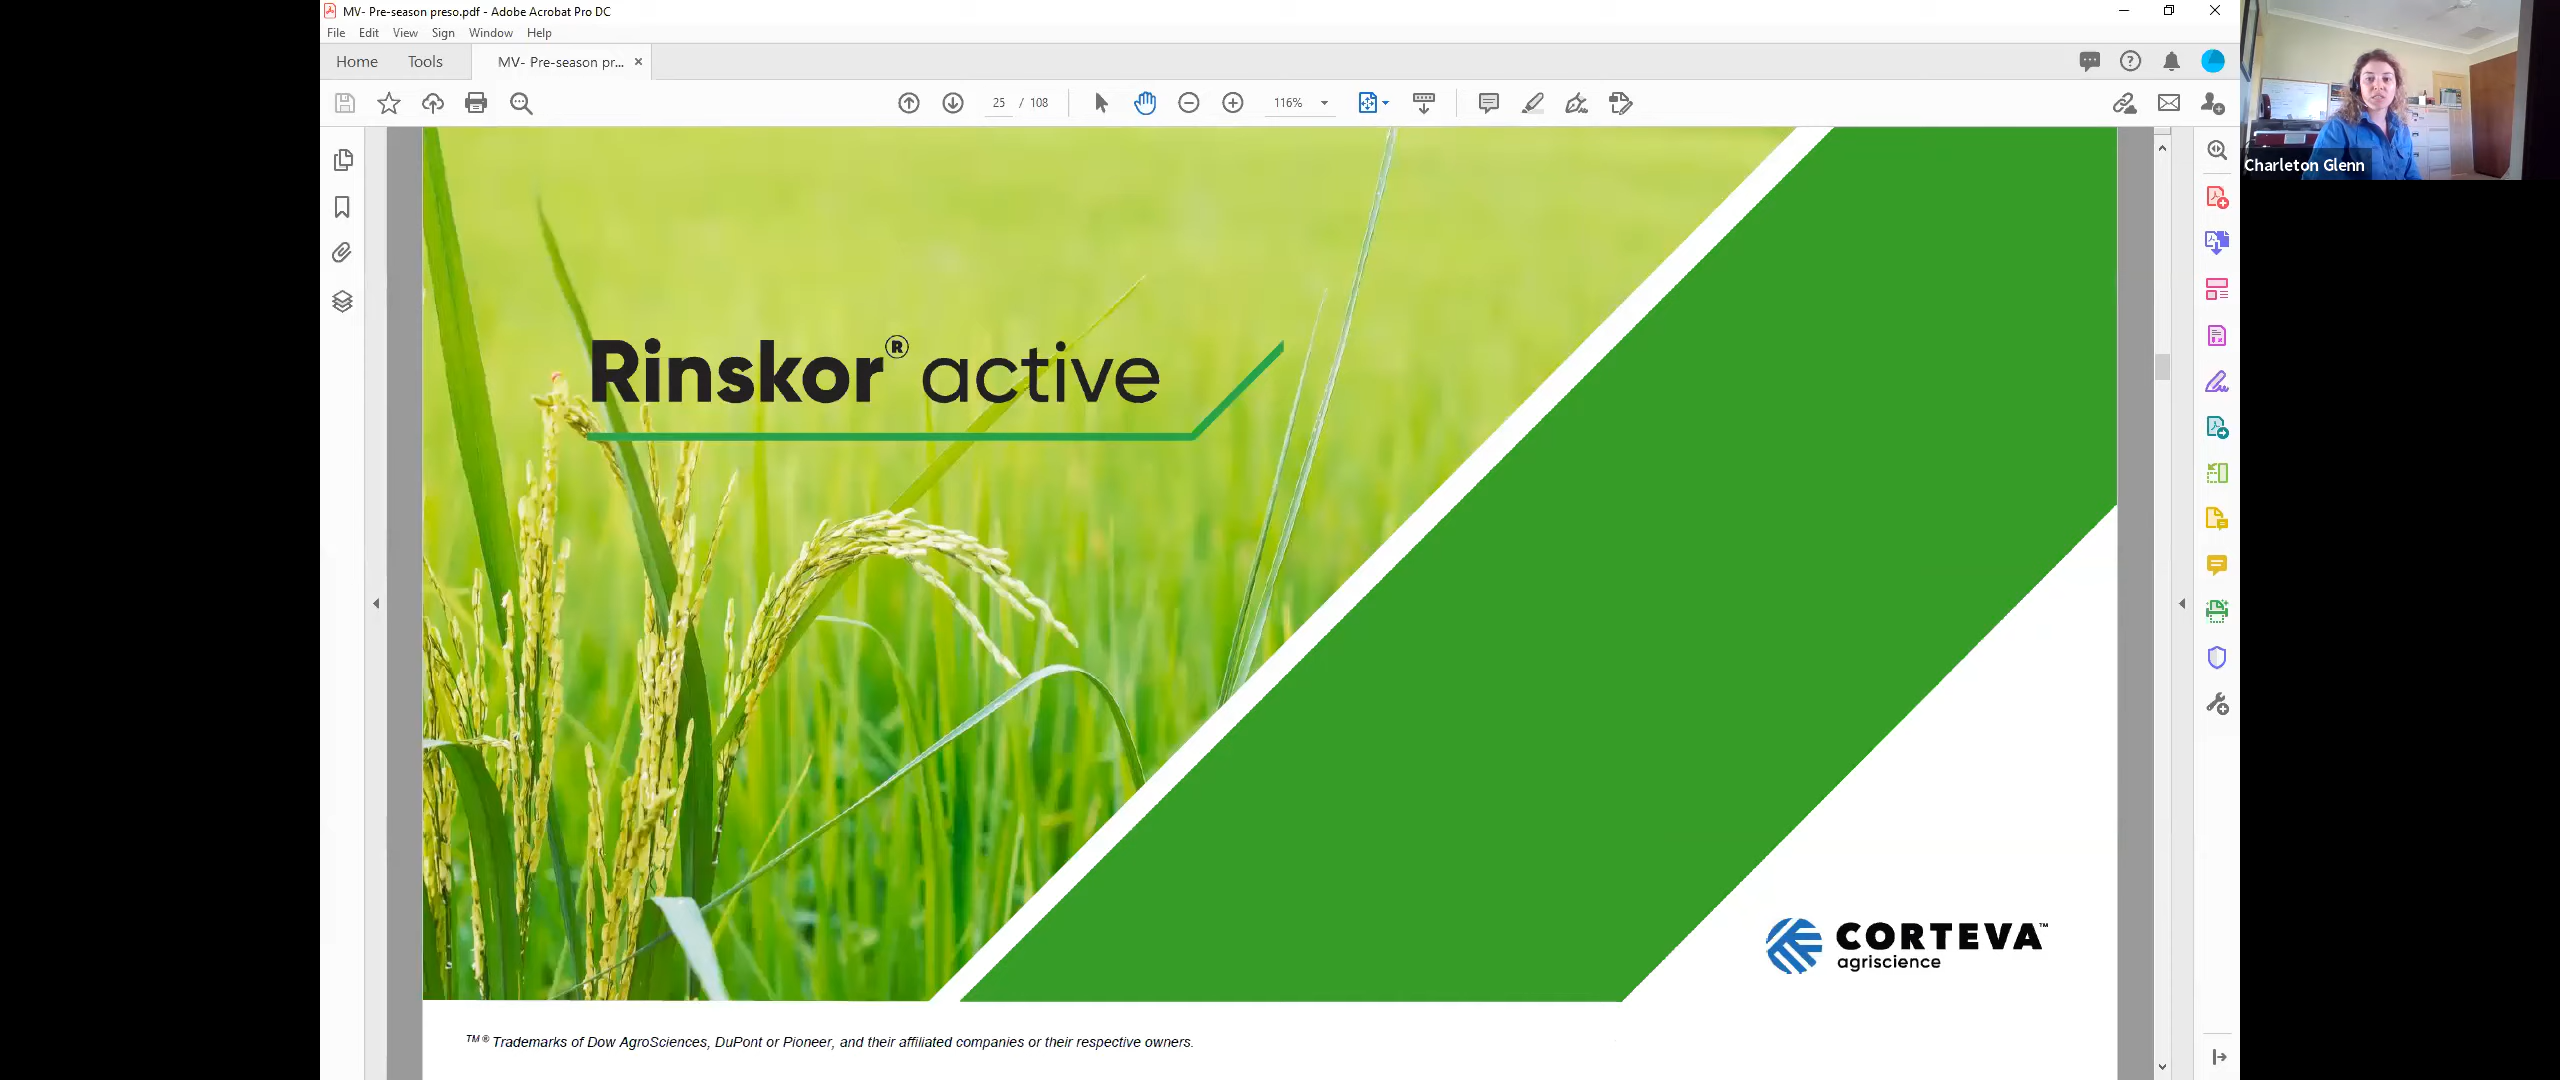 MV- Pre-season preso.pdf - Adobe Acrobat Pro DC
File Edit View Sign Window Help
Home Tools MV- Pre-season pr... ×
25 / 108 116%
Charleton Glenn
Rinskor® active
CORTEVA™
agriscience
TM ® Trademarks of Dow AgroSciences, DuPont or Pioneer, and their affiliated companies or their respective owners.